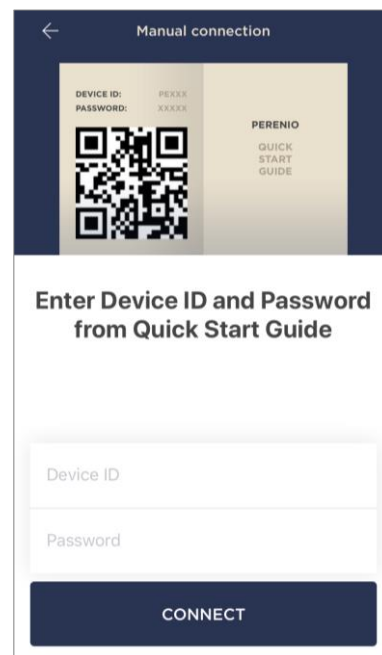 Manual connection
DEVICE ID: PEXXX
PASSWORD: XXXXX
PERENIO
QUICK
START
GUIDE
Enter Device ID and Password
from Quick Start Guide
Device ID
Password
CONNECT